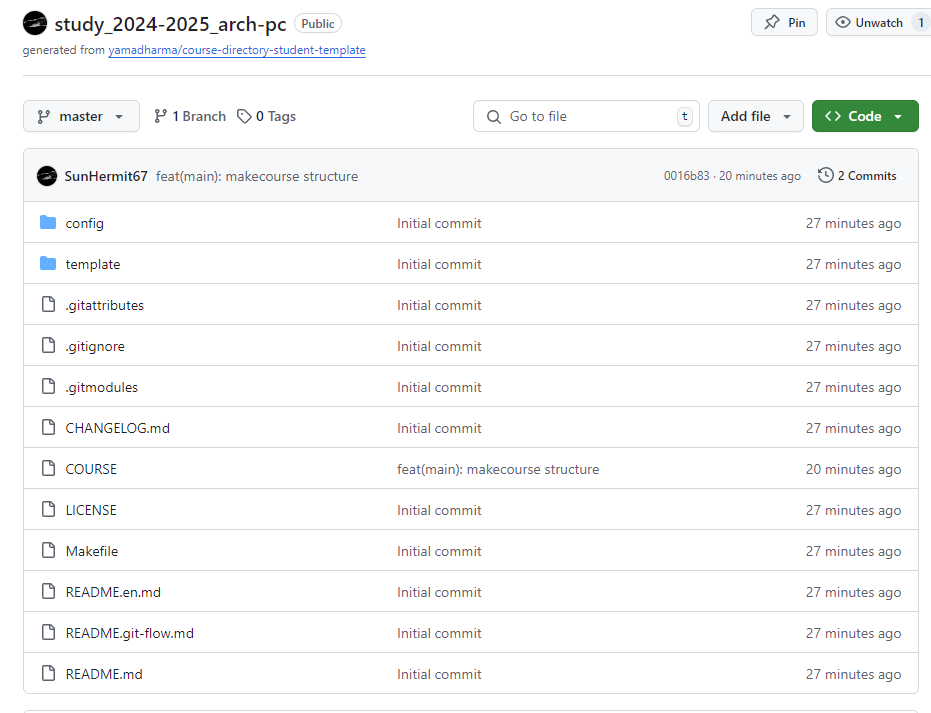 study_2024-2025_arch-pc Public Pin Unwatch 1
generated from yamadharma/course-directory-student-template
master 1 Branch 0 Tags Go to file t Add file Code
SunHermit67 feat(main): makecourse structure 0016b83 · 20 minutes ago 2 Commits
config Initial commit 27 minutes ago
template Initial commit 27 minutes ago
.gitattributes Initial commit 27 minutes ago
.gitignore Initial commit 27 minutes ago
.gitmodules Initial commit 27 minutes ago
CHANGELOG.md Initial commit 27 minutes ago
COURSE feat(main): makecourse structure 20 minutes ago
LICENSE Initial commit 27 minutes ago
Makefile Initial commit 27 minutes ago
README.en.md Initial commit 27 minutes ago
README.git-flow.md Initial commit 27 minutes ago
README.md Initial commit 27 minutes ago